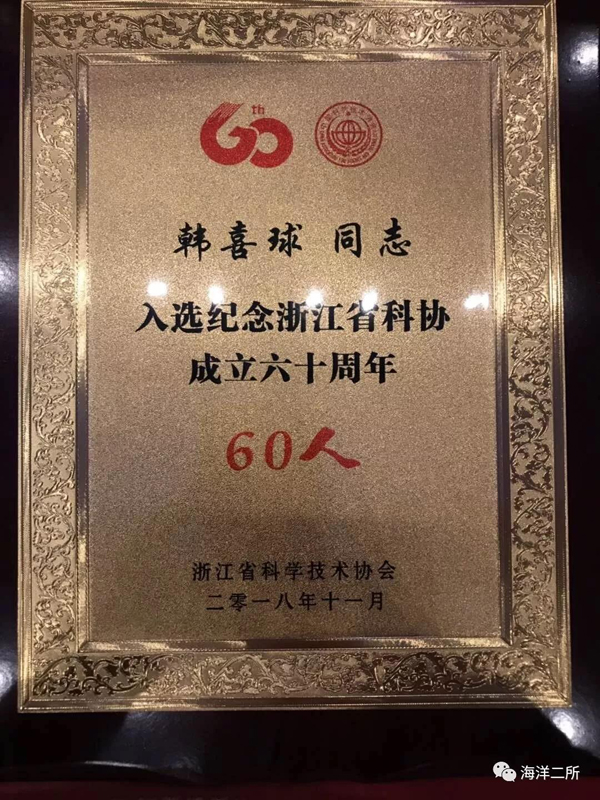 60th
韩喜球 同志
入选纪念浙江省科协
成立六十周年
60人
浙江省科学技术协会
二零一八年十一月
海洋二所